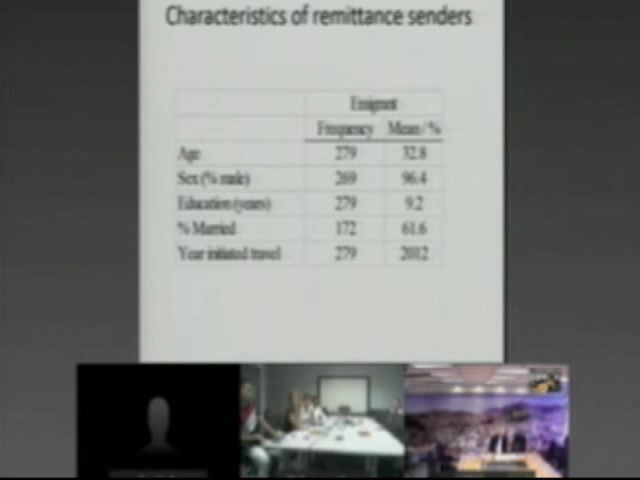 Characteristics of remittance senders
Emigrant
Frequency Mean / %
Age 279 32.8
Sex (% male) 269 96.4
Education (years) 279 9.2
% Married 172 61.6
Year initiated travel 279 2012